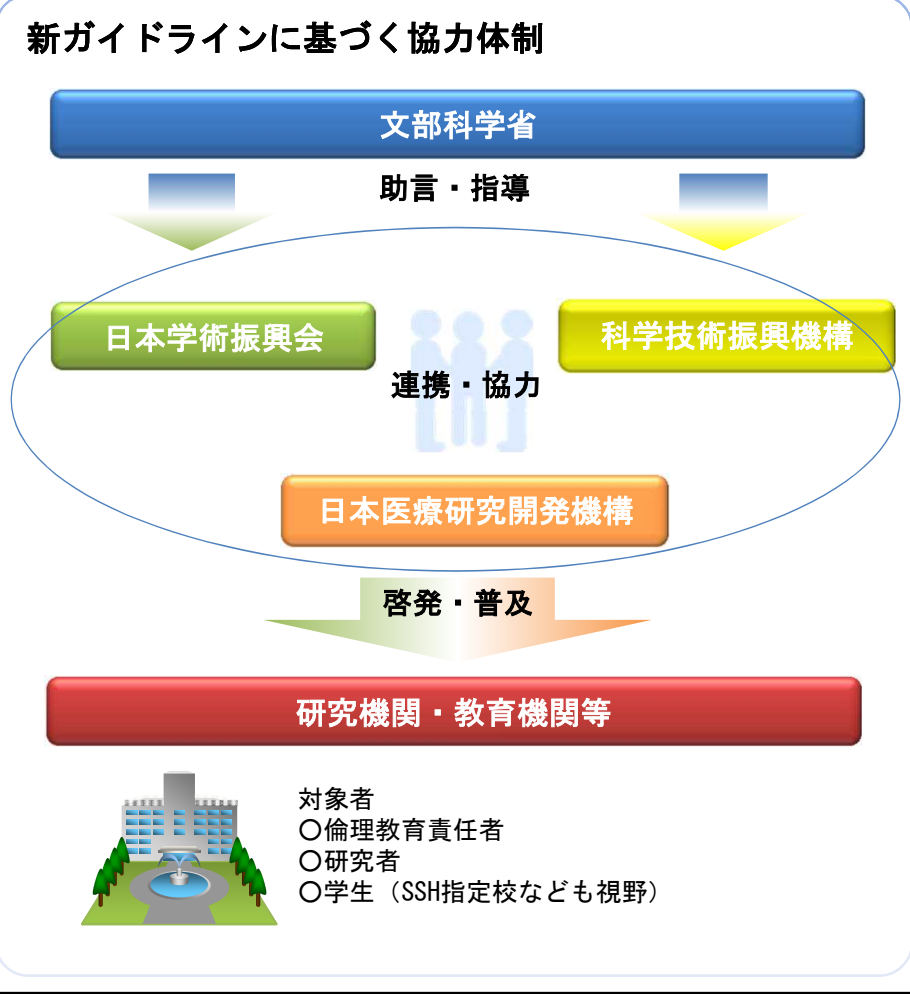 新ガイドラインに基づく協力体制
文部科学省
助言・指導
日本学術振興会
科学技術振興機構
連携・協力
日本医療研究開発機構
啓発・普及
研究機関・教育機関等
対象者
○倫理教育責任者
○研究者
○学生（SSH指定校なども視野）